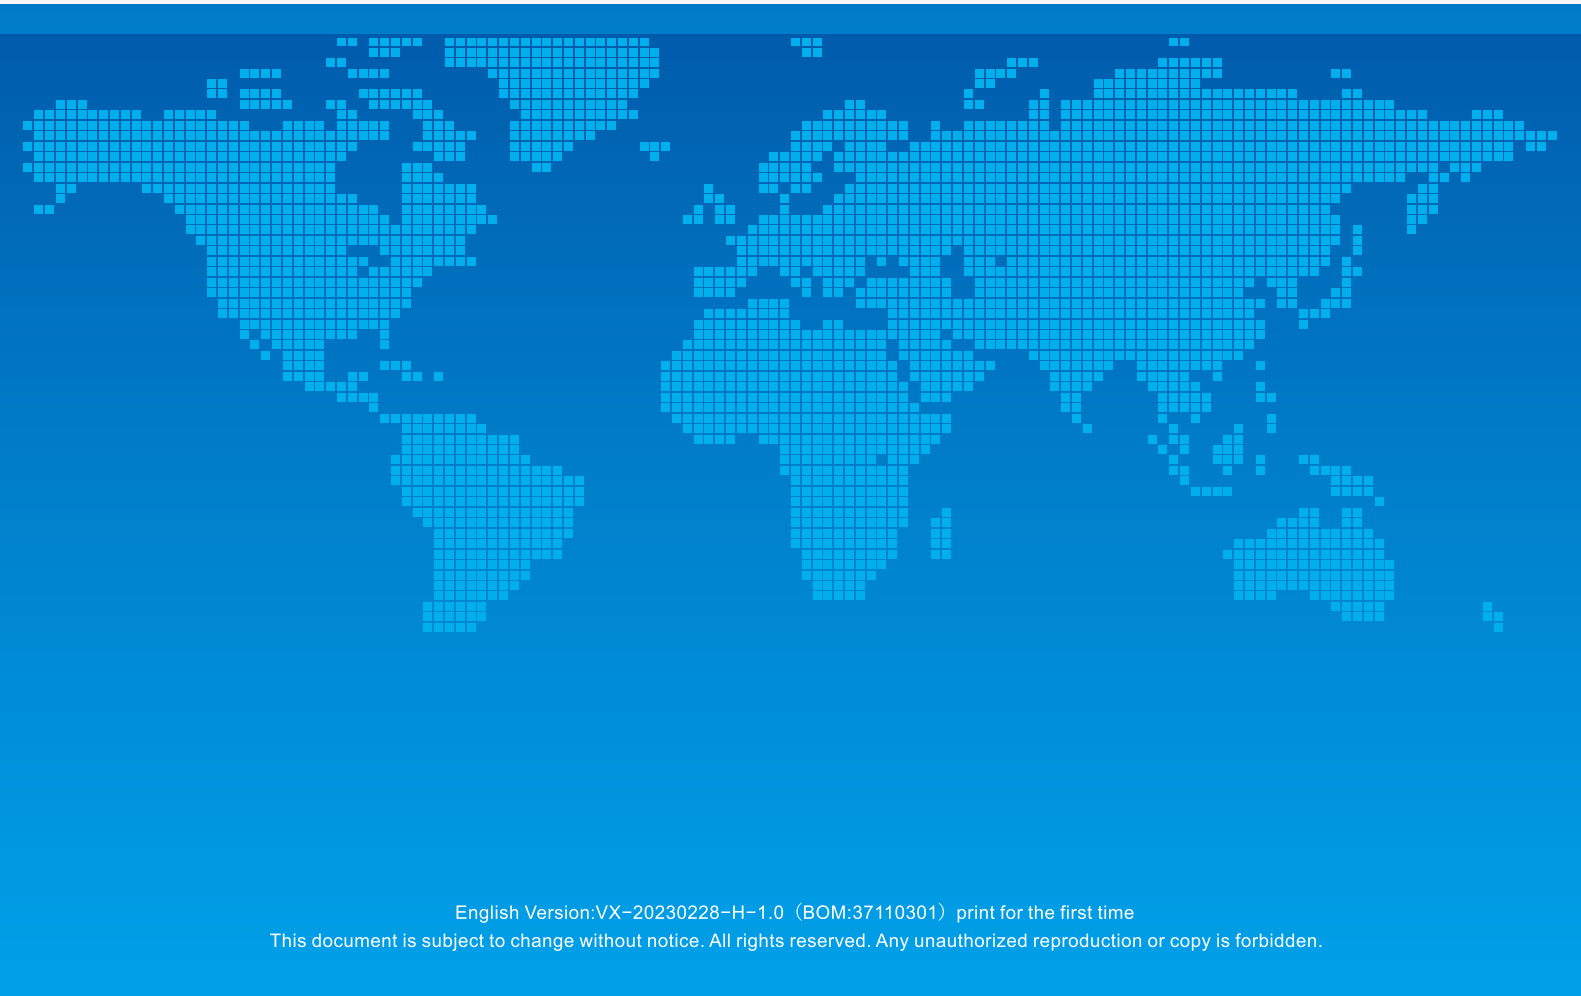 English Version:VX-20230228-H-1.0（BOM:37110301）print for the first time
This document is subject to change without notice. All rights reserved. Any unauthorized reproduction or copy is forbidden.